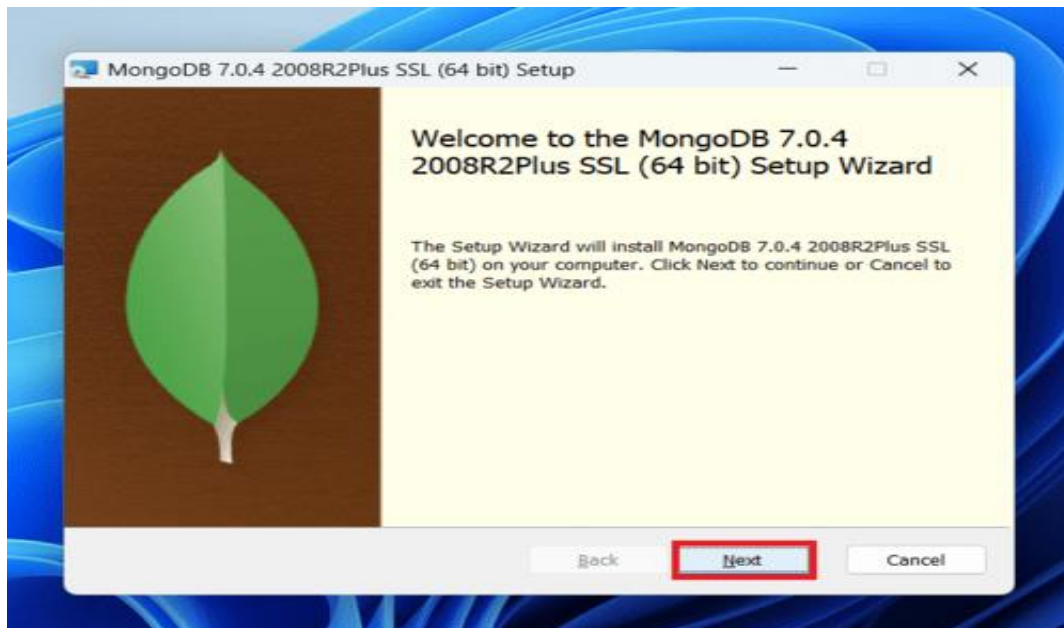 MongoDB 7.0.4 2008R2Plus SSL (64 bit) Setup
Welcome to the MongoDB 7.0.4
2008R2Plus SSL (64 bit) Setup Wizard
The Setup Wizard will install MongoDB 7.0.4 2008R2Plus SSL
(64 bit) on your computer. Click Next to continue or Cancel to
exit the Setup Wizard.
Back Next Cancel